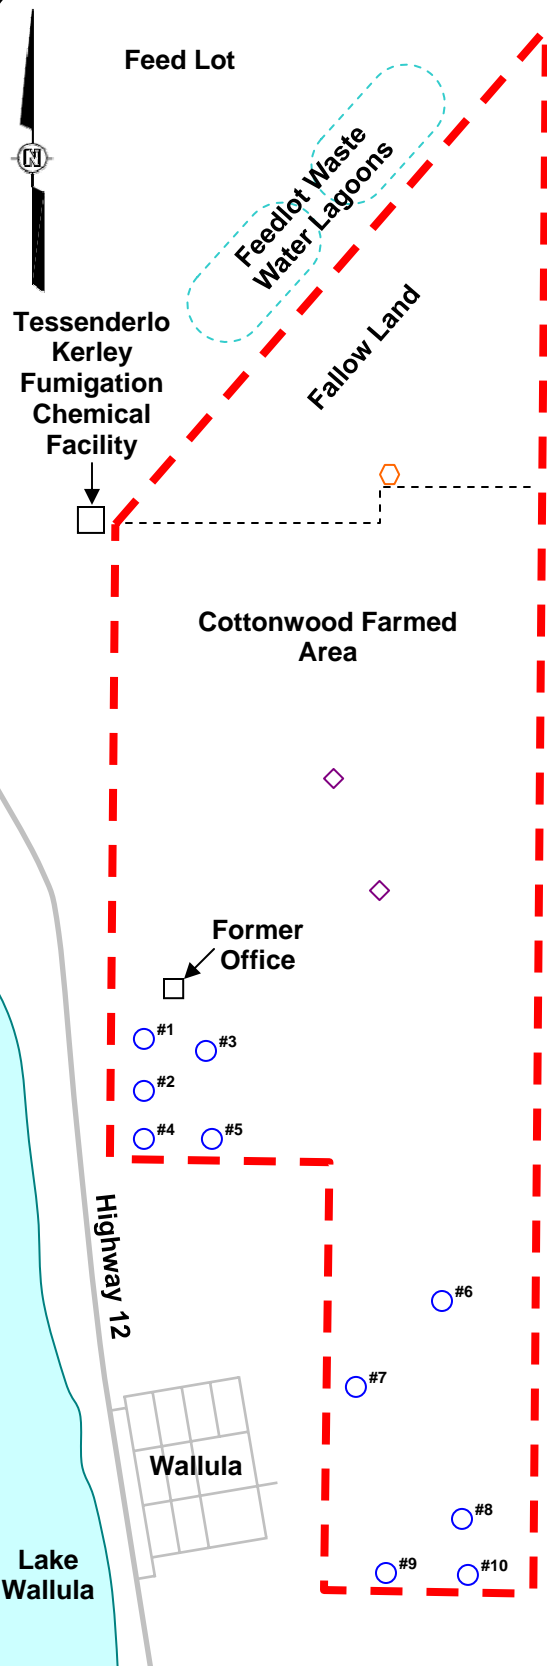 Feed Lot
N
Feedlot Waste
Water Lagoons
Tessenderlo
Kerley
Fumigation
Chemical
Facility
Fallow Land
Cottonwood Farmed
Area
Former
Office
#1
#3
#2
#4
#5
Highway 12
#6
#7
Wallula
#8
#9
#10
Lake
Wallula